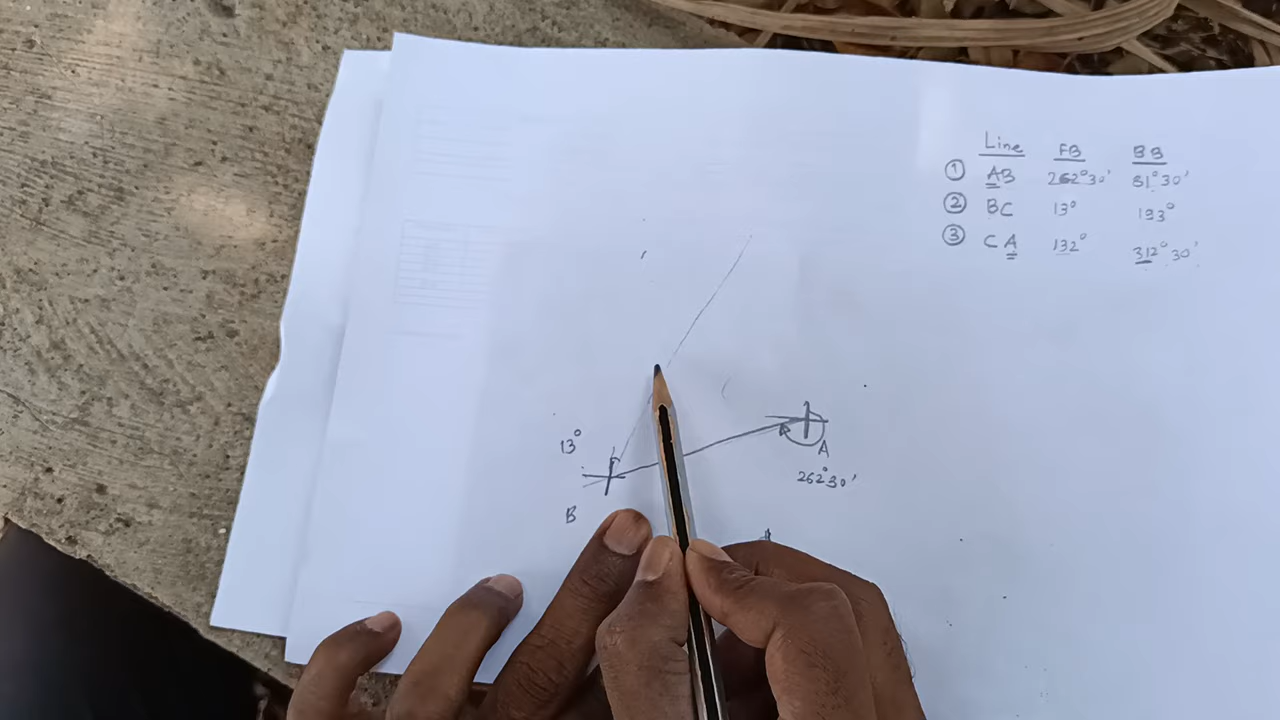 Line FB BB
① AB 262°30' 81°30'
② BC 13° 193°
③ CA 132° 312°30'
13°
A
262°30'
B